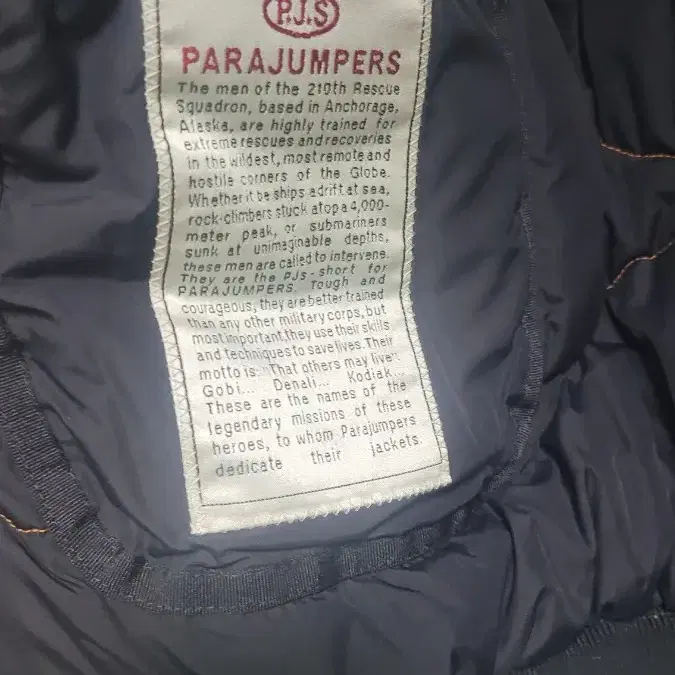 P.J.S
PARAJUMPERS
The men of the 210th Rescue
Squadron, based in Anchorage,
Alaska, are highly trained for
extreme rescues and recoveries
in the wildest, most remote and
hostile corners of the Globe.
Whether it be ships adrift at sea,
rock-climbers stuck atop a 4,000-
meter peak, or submariners
sunk at unimaginable depths,
these men are called to intervene.
They are the PJs - short for
PARAJUMPERS. Tough and
courageous, they are better trained
than any other military corps, but
most important, they use their skills
and techniques to save lives. Their
motto is: "That others may live".
Gobi... Denali... Kodiak...
These are the names of the
legendary missions of these
heroes, to whom Parajumpers
dedicate their jackets.